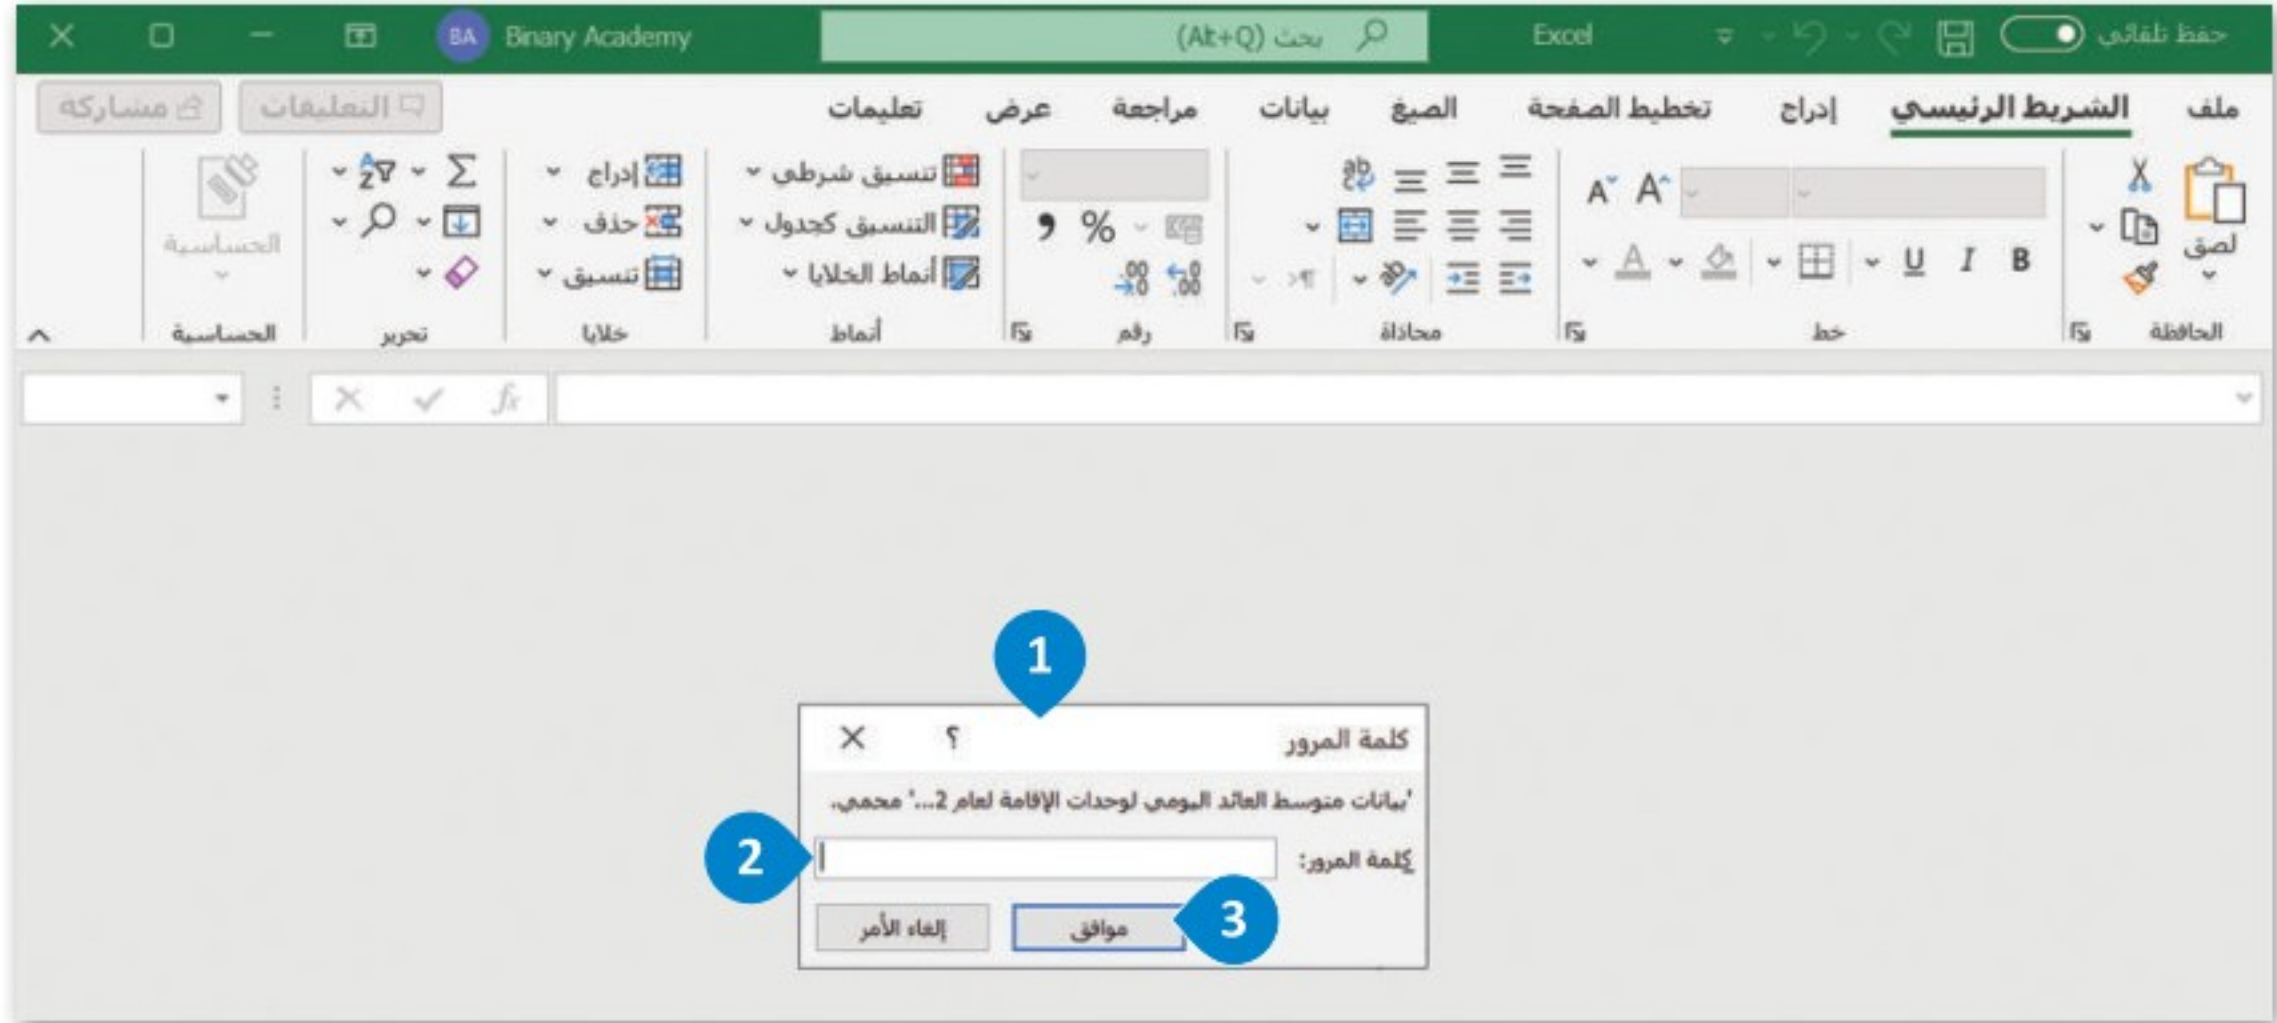 حفظ تلقائي Excel بحث (Alt+Q) Binary Academy BA
ملف الشريط الرئيسي إدراج تخطيط الصفحة الصيغ بيانات مراجعة عرض تعليمات التعليقات مشاركة
لصق
B I U A A A
% ,
تنسيق شرطي
التنسيق كجدول
أنماط الخلايا
إدراج
حذف
تنسيق
الحساسية
الحافظة خط محاذاة رقم أنماط خلايا تحرير الحساسية
fx
1
كلمة المرور ؟
'بيانات متوسط العائد اليومي لوحدات الإقامة لعام 2...' محمي.
كلمة المرور:
2
موافق إلغاء الأمر
3